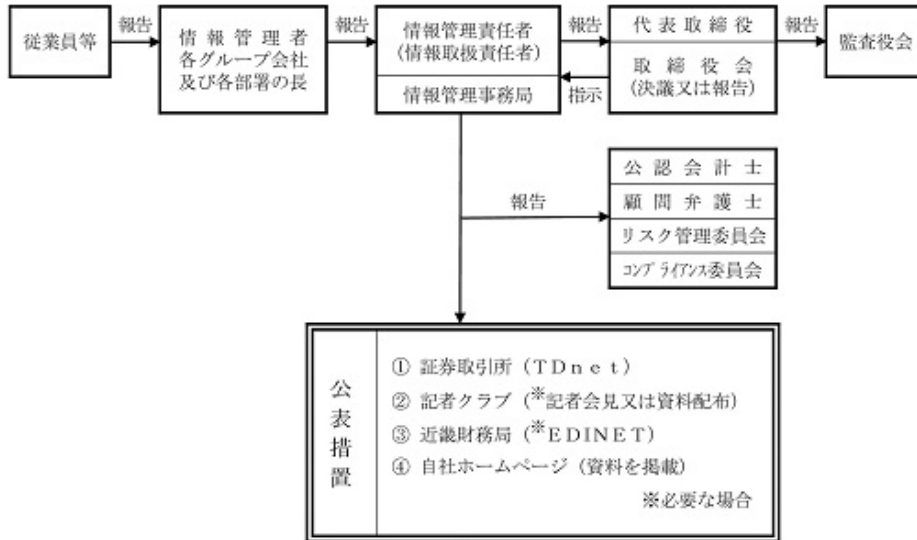 従業員等
報告
情報管理者
各グループ会社
及び各部署の長
報告
情報管理責任者
(情報取扱責任者)
情報管理事務局
報告
指示
代表取締役
取締役会
(決議又は報告)
報告
監査役会
報告
公認会計士
顧問弁護士
リスク管理委員会
コンプライアンス委員会
公表措置
① 証券取引所（TDnet）
② 記者クラブ（※記者会見又は資料配布）
③ 近畿財務局（※EDINET）
④ 自社ホームページ（資料を掲載）
※必要な場合